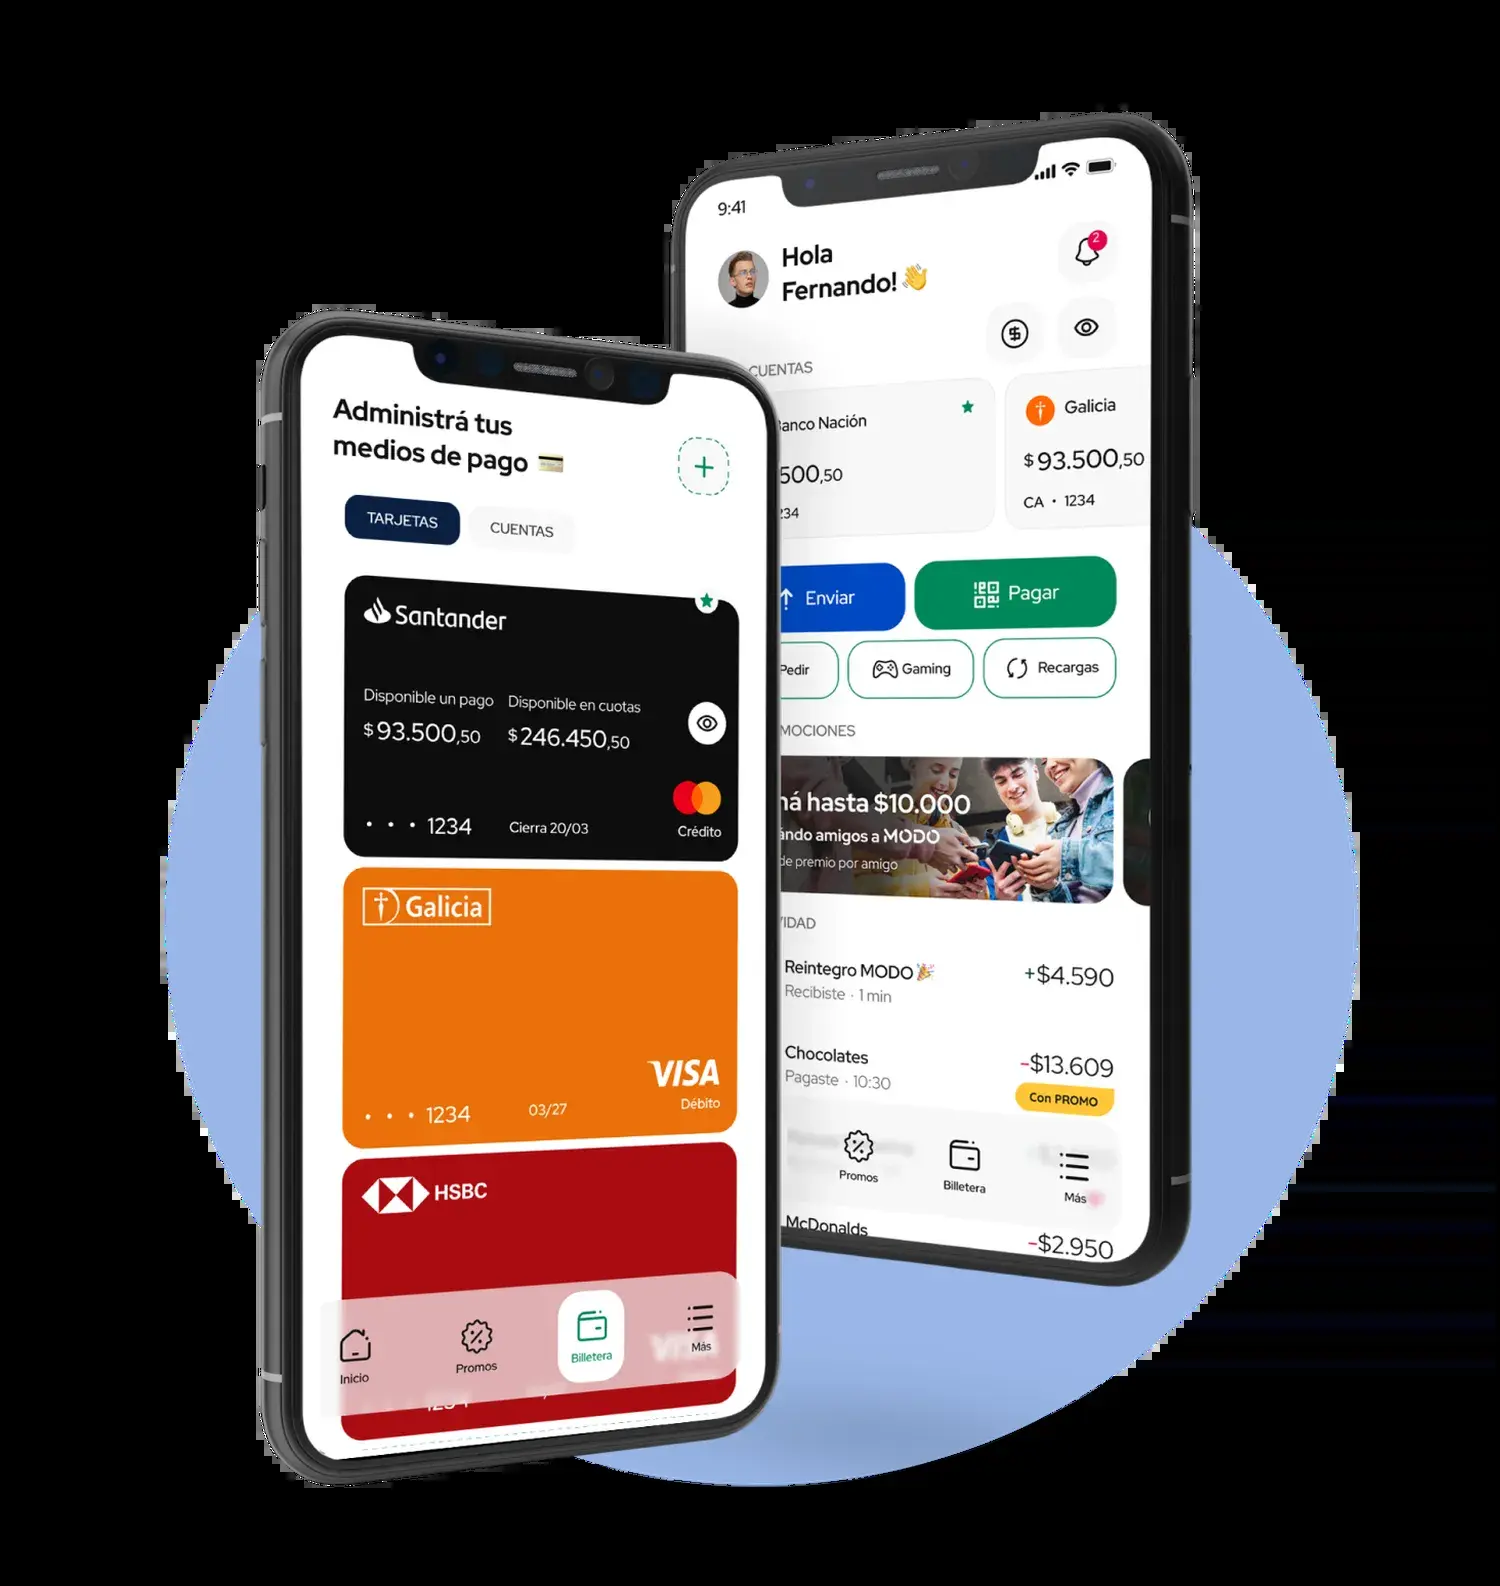 Administrá tus
medios de pago
TARJETAS
CUENTAS
Santander
Disponible un pago
Disponible en cuotas
$93.500,50
$246.450,50
1234
Cierra 20/03
Crédito
Galicia
VISA
1234
03/27
Débito
HSBC
Inicio
Promos
Billetera
Más
9:41
Hola
Fernando!
2
CUENTAS
Banco Nación
Galicia
500,50
$93.500,50
234
CA • 1234
Enviar
Pagar
Pedir
Gaming
Recargas
MOCIONES
ná hasta $10.000
ando amigos a MODO
de premio por amigo
VIDAD
Reintegro MODO
+$4.590
Recibiste · 1 min
Chocolates
-$13.609
Pagaste · 10:30
Con PROMO
Promos
Billetera
Más
McDonalds
-$2.950